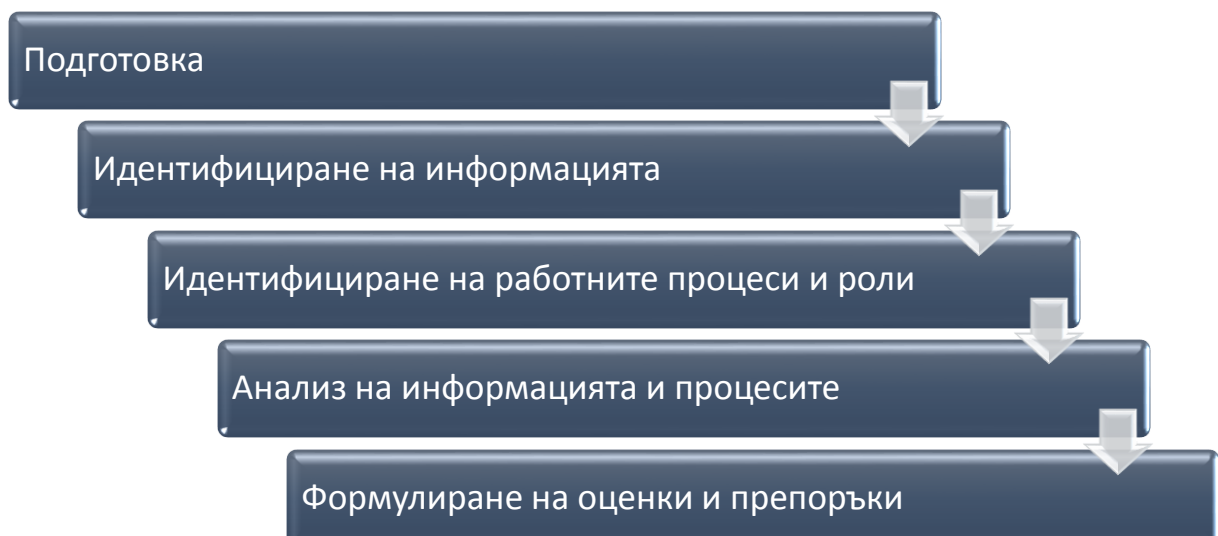 Подготовка
Идентифициране на информацията
Идентифициране на работните процеси и роли
Анализ на информацията и процесите
Формулиране на оценки и препоръки